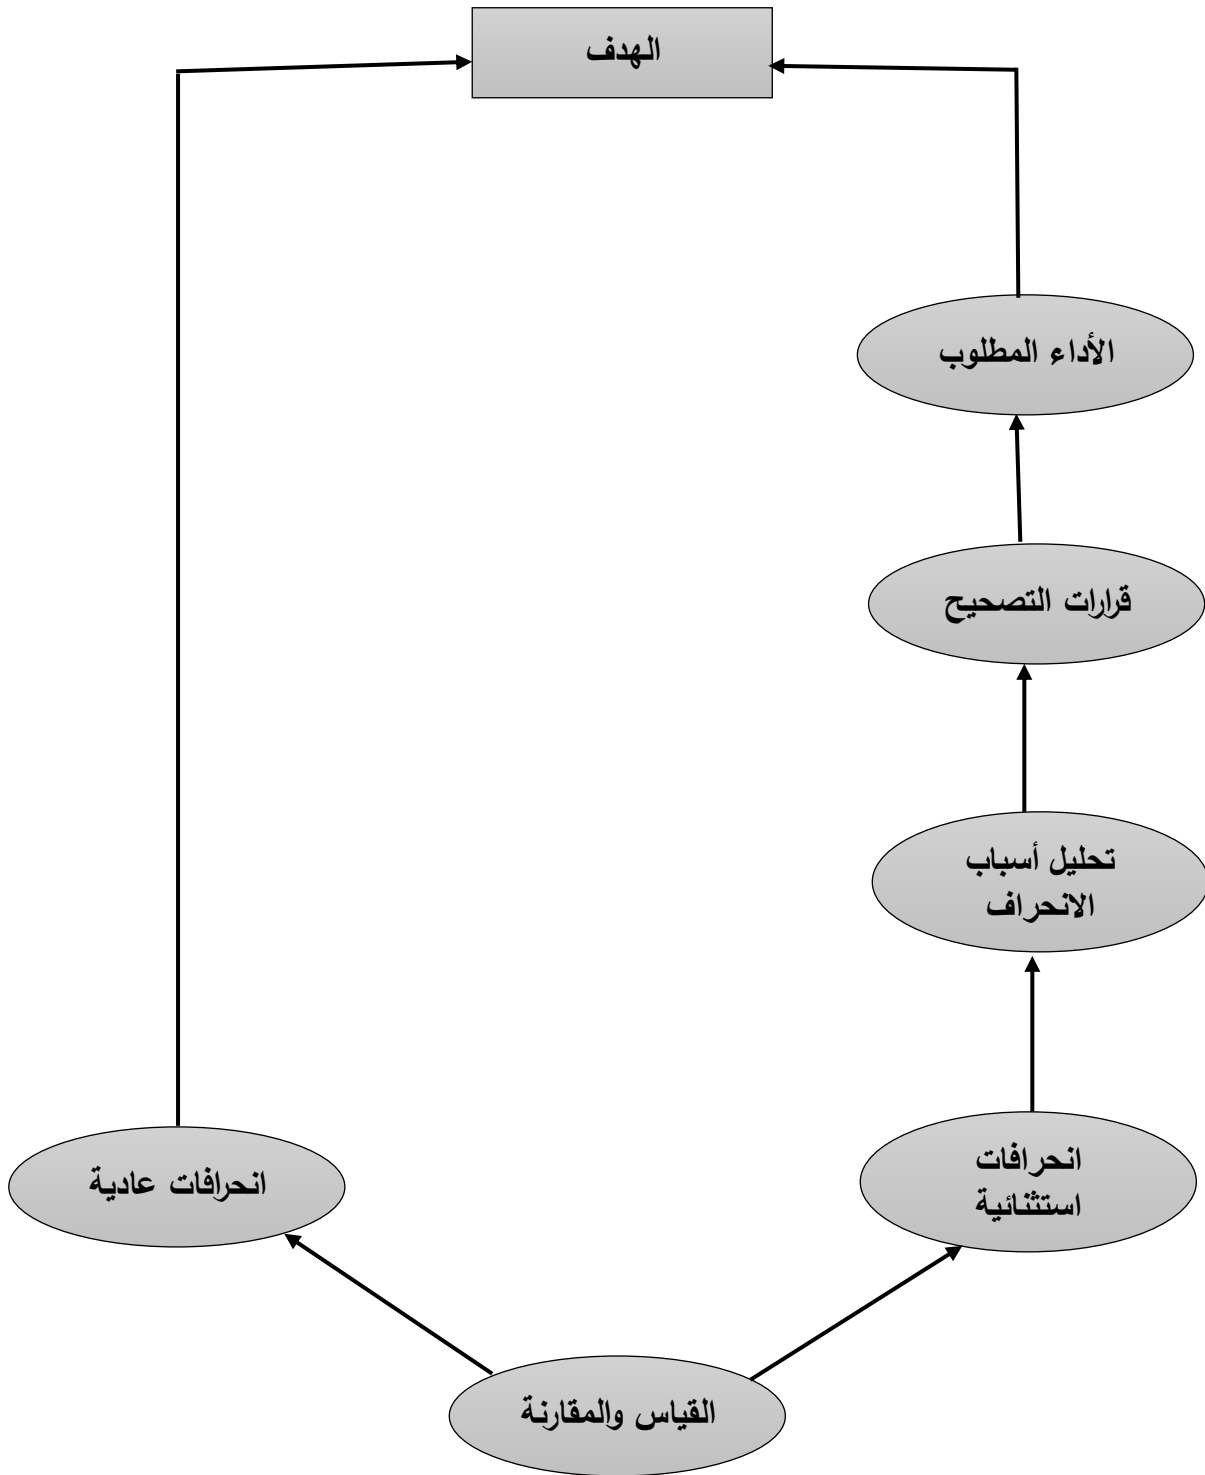 الهدف
الأداء المطلوب
قرارات التصحيح
تحليل أسباب
الانحراف
انحرافات
استثنائية
انحرافات عادية
القياس والمقارنة